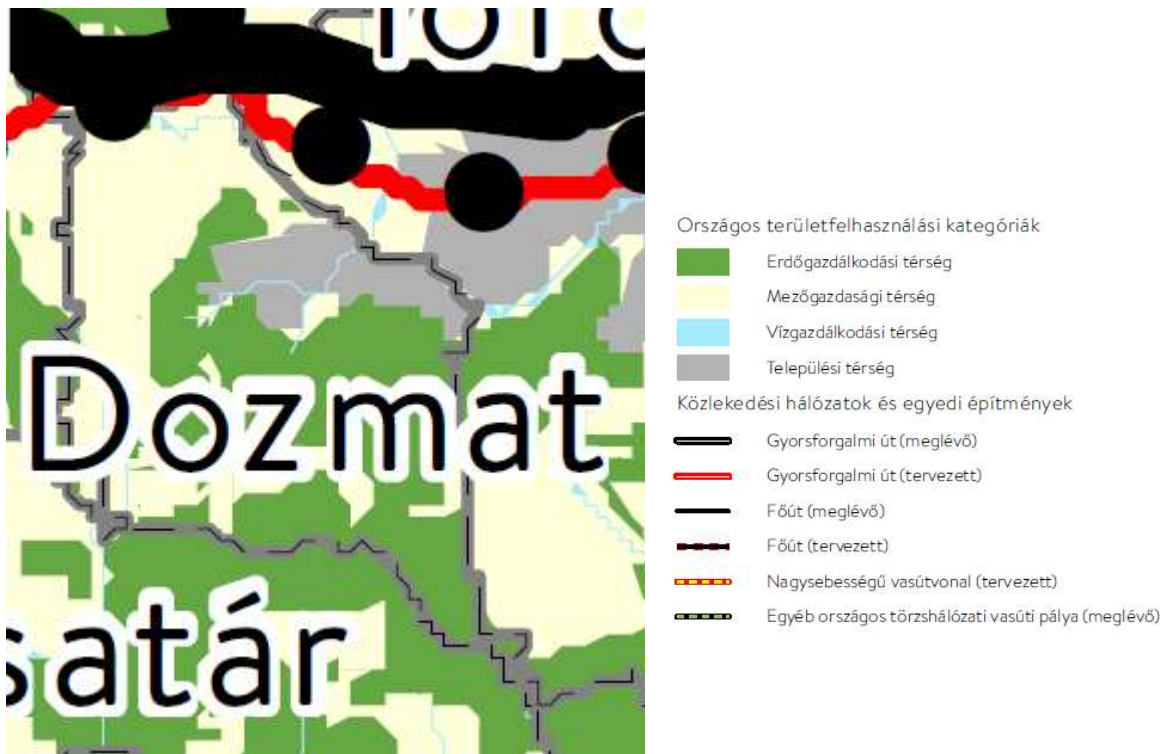 Dozmat
satár
Országos területfelhasználási kategóriák
Erdőgazdálkodási térség
Mezőgazdasági térség
Vízgazdálkodási térség
Települési térség
Közlekedési hálózatok és egyedi építmények
Gyorsforgalmi út (meglévő)
Gyorsforgalmi út (tervezett)
Főút (meglévő)
Főút (tervezett)
Nagysebességű vasútvonal (tervezett)
Egyéb országos törzshálózati vasúti pálya (meglévő)